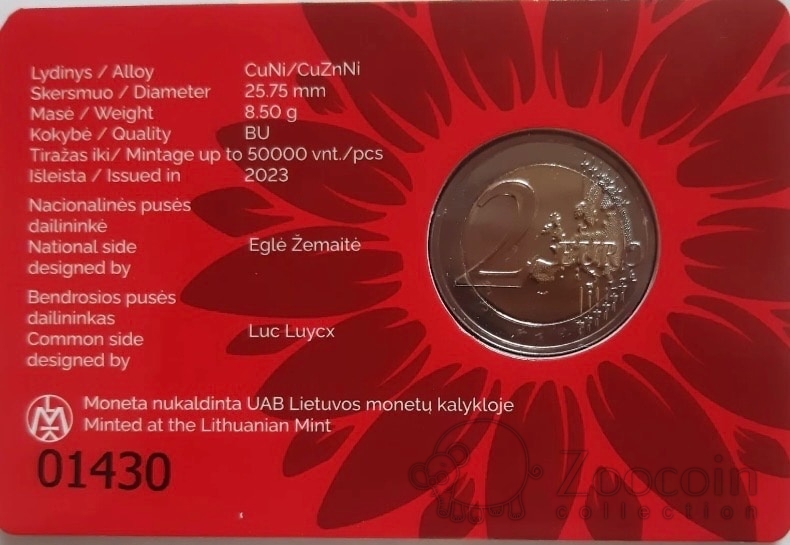 Lydinys / Alloy CuNi/CuZnNi
Skersmuo / Diameter 25.75 mm
Masė / Weight 8.50 g
Kokybė / Quality BU
Tiražas iki/ Mintage up to 50000 vnt./pcs
Išleista / Issued in 2023
Nacionalinės pusės
dailininkė
National side Eglė Žemaitė
designed by
Bendrosios pusės
dailininkas
Common side Luc Luycx
designed by
Moneta nukaldinta UAB Lietuvos monetų kalykloje
Minted at the Lithuanian Mint
01430
2 EURO
Zoocoin
collection